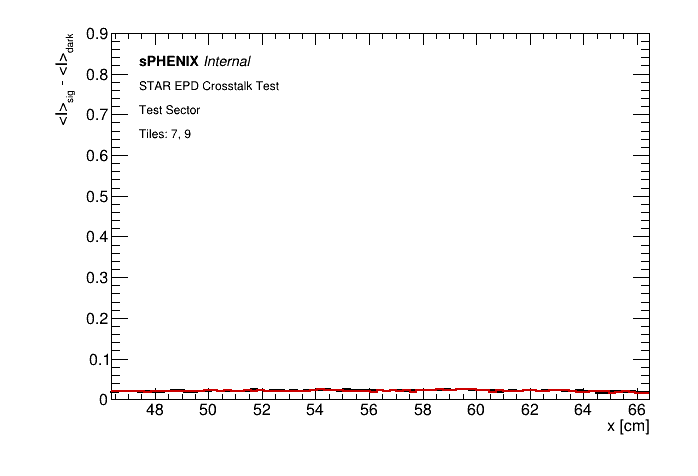 <I>sig - <I>dark
sPHENIX Internal
STAR EPD Crosstalk Test
Test Sector
Tiles: 7, 9
0.9
0.8
0.7
0.6
0.5
0.4
0.3
0.2
0.1
0
48 50 52 54 56 58 60 62 64 66
x [cm]